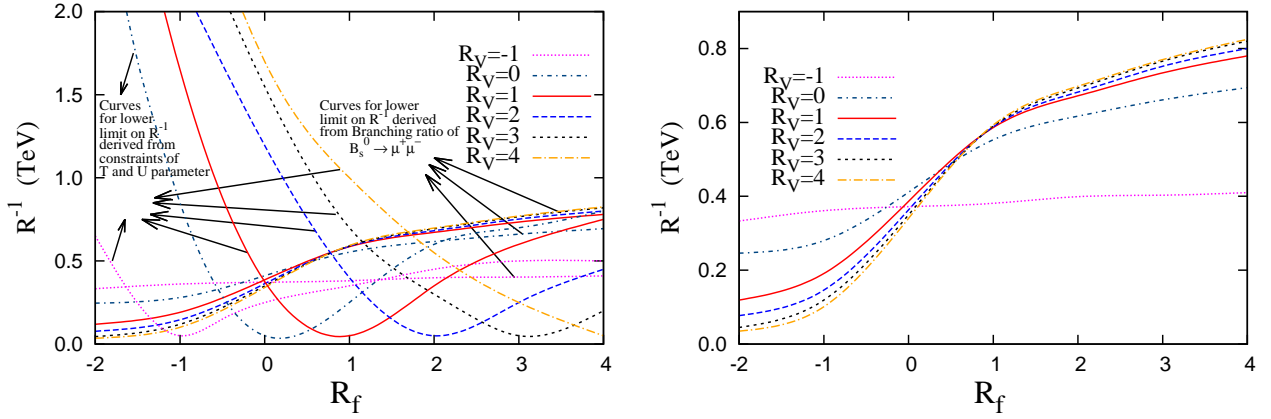 2.0
1.5
1.0
0.5
0.0
-2
-1
0
1
2
3
4
R⁻¹ (TeV)
R_f
Curves
for lower
limit on R⁻¹
derived from
constraints of
T and U parameter
Curves for lower
limit on R⁻¹ derived
from Branching ratio of
B_s⁰ → μ⁺μ⁻
R_V=-1
R_V=0
R_V=1
R_V=2
R_V=3
R_V=4
0.8
0.6
0.4
0.2
0
-2
-1
0
1
2
3
4
R⁻¹ (TeV)
R_f
R_V=-1
R_V=0
R_V=1
R_V=2
R_V=3
R_V=4